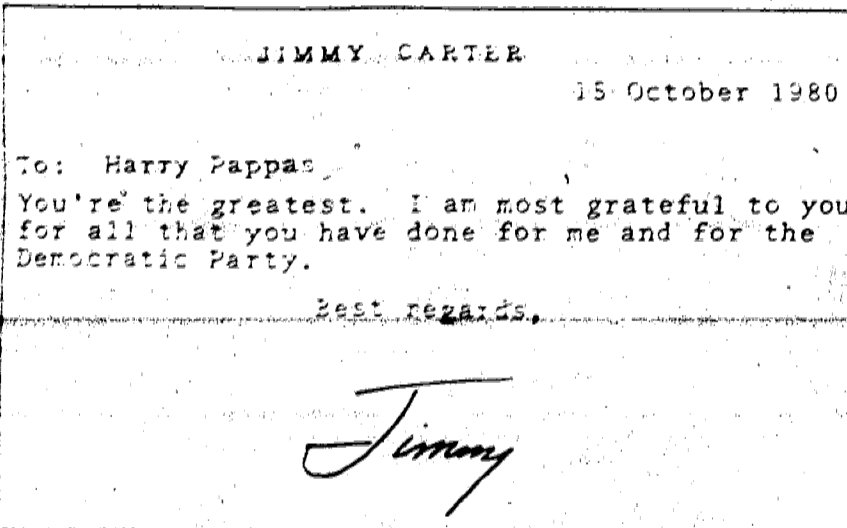 JIMMY CARTER
15 October 1980
To: Harry Pappas
You're the greatest. I am most grateful to you
for all that you have done for me and for the
Democratic Party.
Best regards,
Jimmy